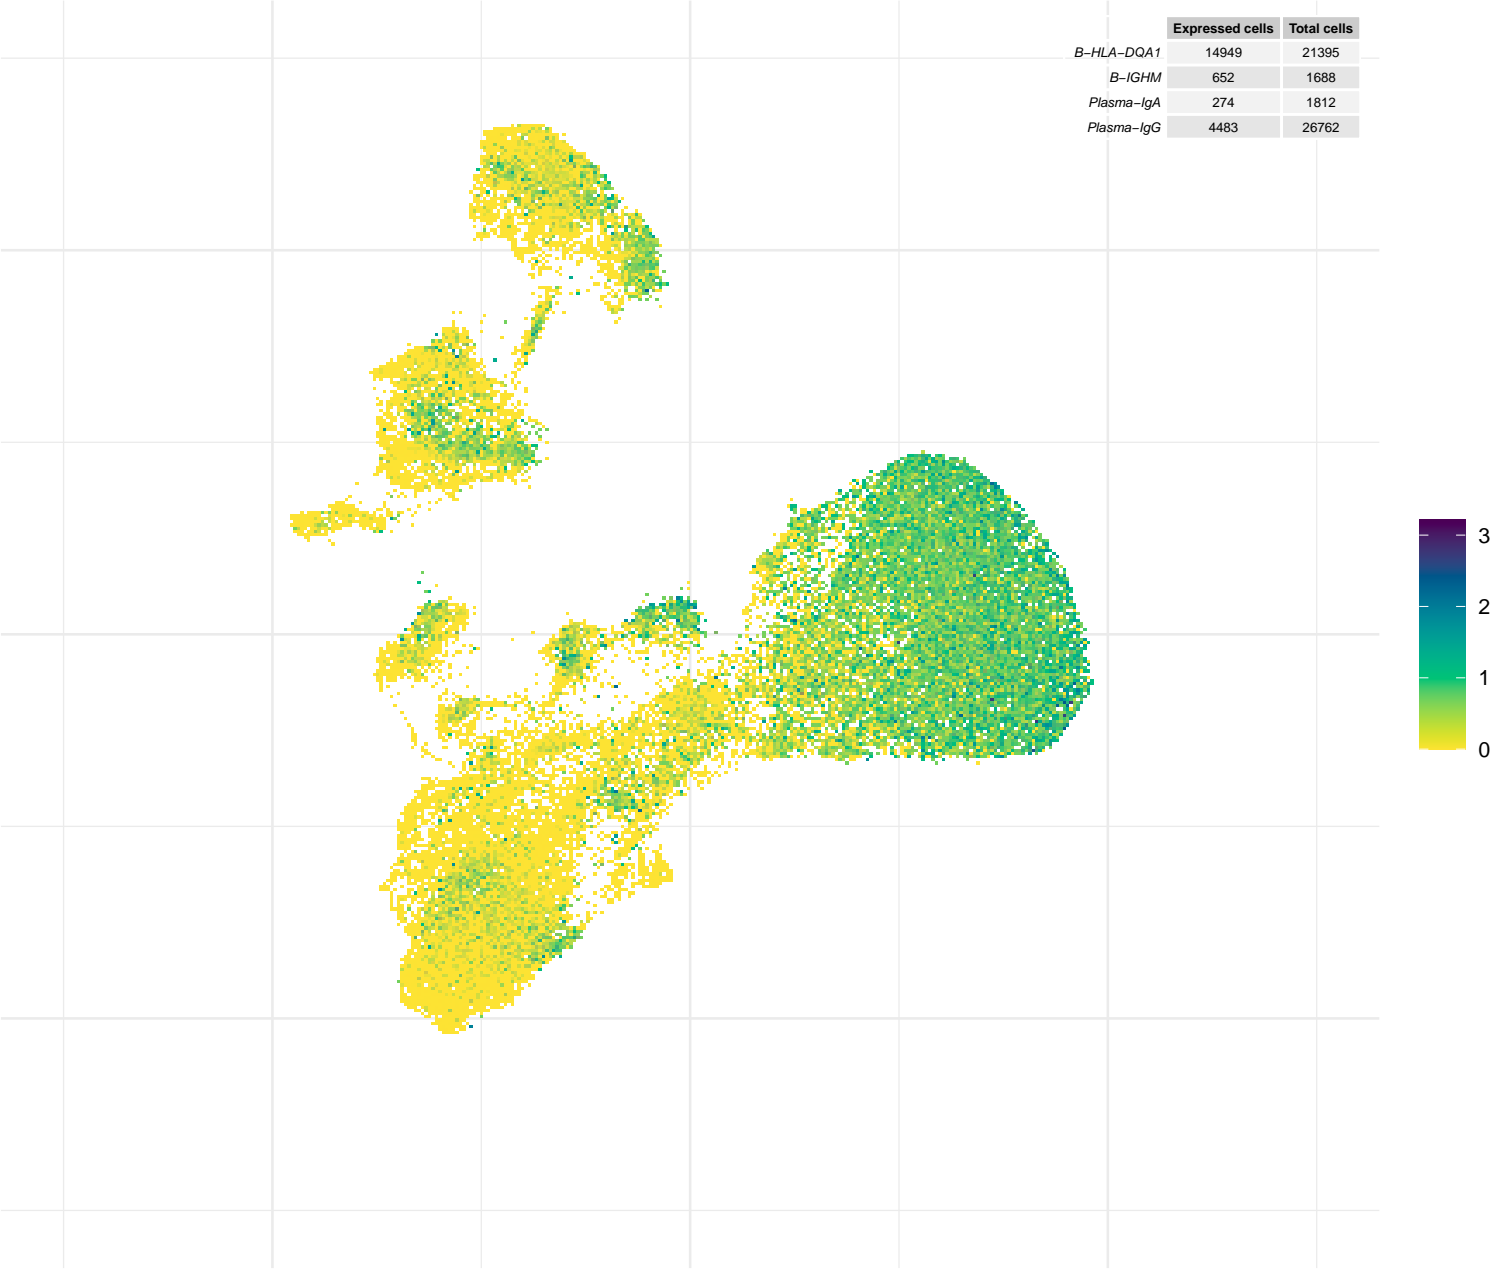 Expressed cells Total cells
B−HLA−DQA1 14949 21395
B−IGHM 652 1688
Plasma−IgA 274 1812
Plasma−IgG 4483 26762
3
2
1
0